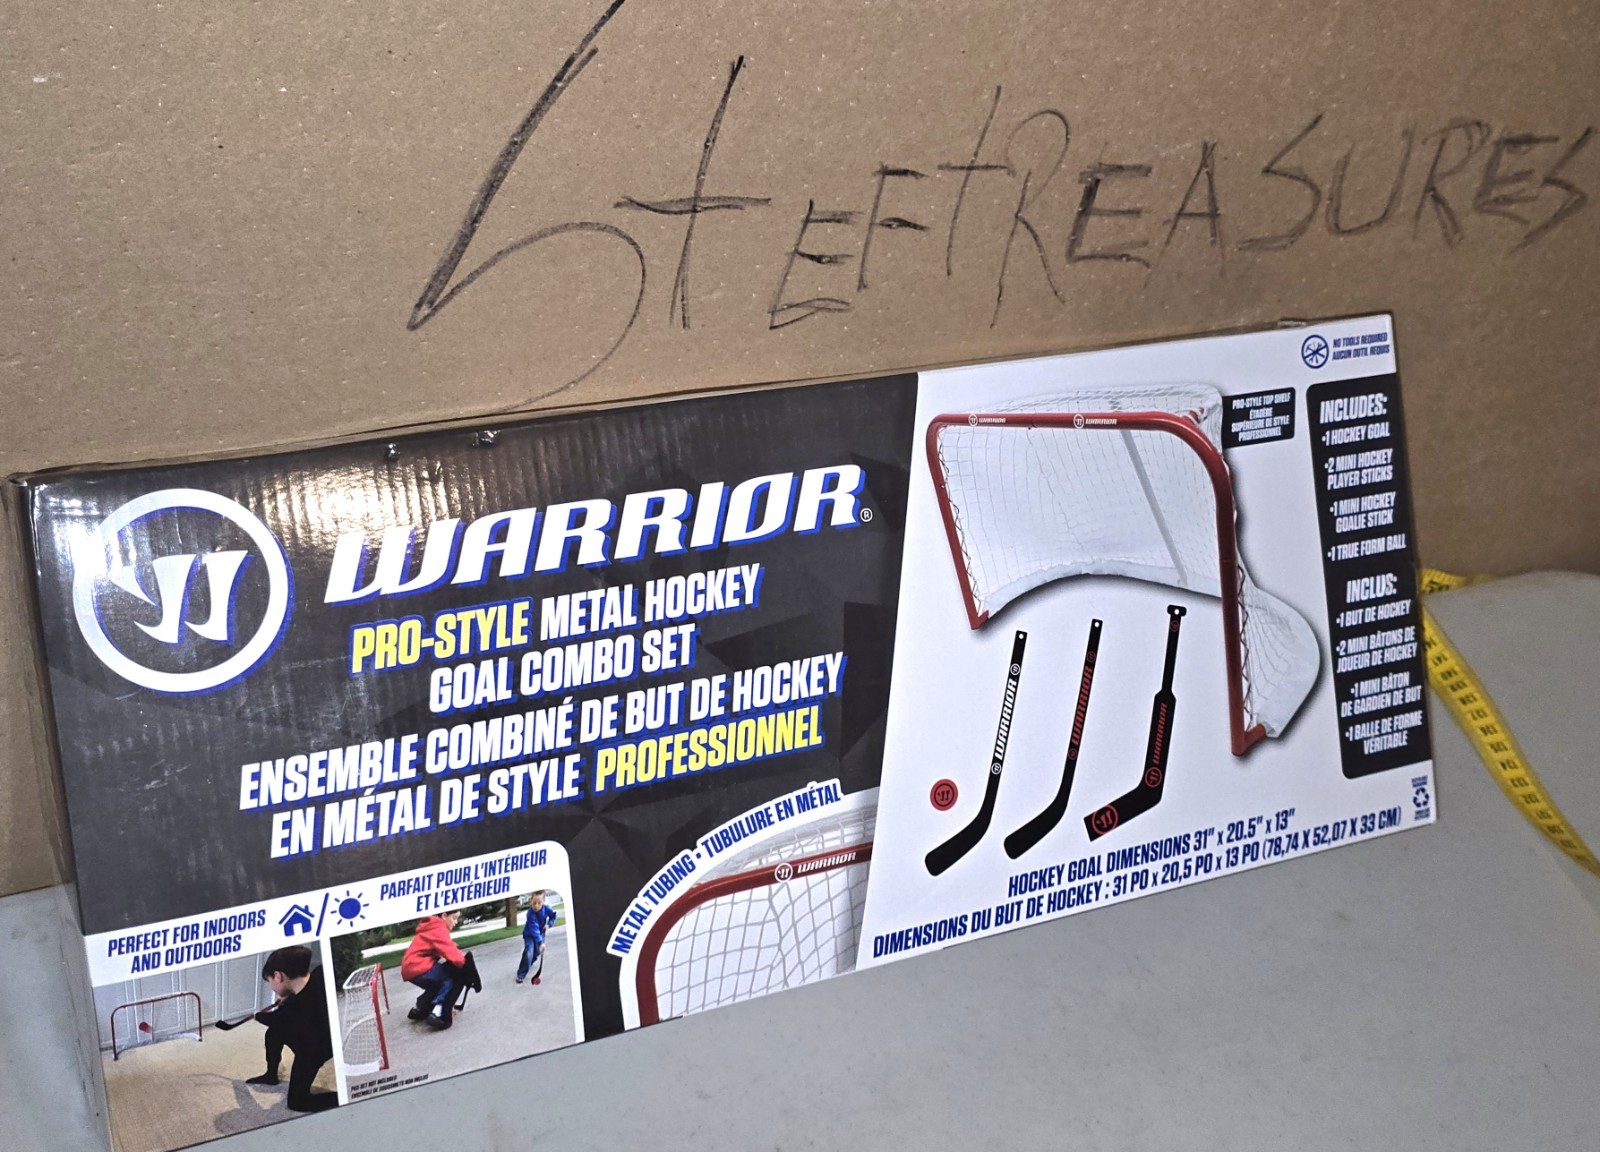 STEFTREASURES
WARRIOR®
PRO-STYLE METAL HOCKEY
GOAL COMBO SET
ENSEMBLE COMBINÉ DE BUT DE HOCKEY
EN MÉTAL DE STYLE PROFESSIONNEL
PERFECT FOR INDOORS
AND OUTDOORS
PARFAIT POUR L'INTÉRIEUR
ET L'EXTÉRIEUR
METAL TUBING • TUBULURE EN MÉTAL
WARRIOR
WARRIOR
WARRIOR
PRO-STYLE TOP SHELF
ÉTAGÈRE
SUPÉRIEURE DE STYLE
PROFESSIONNEL
NO TOOLS REQUIRED
AUCUN OUTIL REQUIS
INCLUDES:
•1 HOCKEY GOAL
•2 MINI HOCKEY
PLAYER STICKS
•1 MINI HOCKEY
GOALIE STICK
•1 TRUE FORM BALL
INCLUS:
•1 BUT DE HOCKEY
•2 MINI BÂTONS DE
JOUEUR DE HOCKEY
•1 MINI BÂTON
DE GARDIEN DE BUT
•1 BALLE DE FORME
VÉRITABLE
WARRIOR
WARRIOR
WARRIOR
HOCKEY GOAL DIMENSIONS 31" x 20.5" x 13"
DIMENSIONS DU BUT DE HOCKEY : 31 PO x 20,5 PO x 13 PO (78,74 X 52,07 X 33 CM)